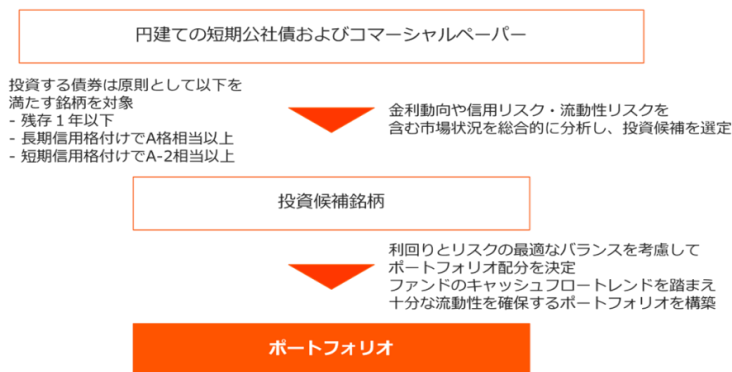 円建ての短期公社債およびコマーシャルペーパー
投資する債券は原則として以下を
満たす銘柄を対象
- 残存１年以下
- 長期信用格付けでA格相当以上
- 短期信用格付けでA-2相当以上
金利動向や信用リスク・流動性リスクを
含む市場状況を総合的に分析し、投資候補を選定
投資候補銘柄
利回りとリスクの最適なバランスを考慮して
ポートフォリオ配分を決定
ファンドのキャッシュフロートレンドを踏まえ
十分な流動性を確保するポートフォリオを構築
ポートフォリオ